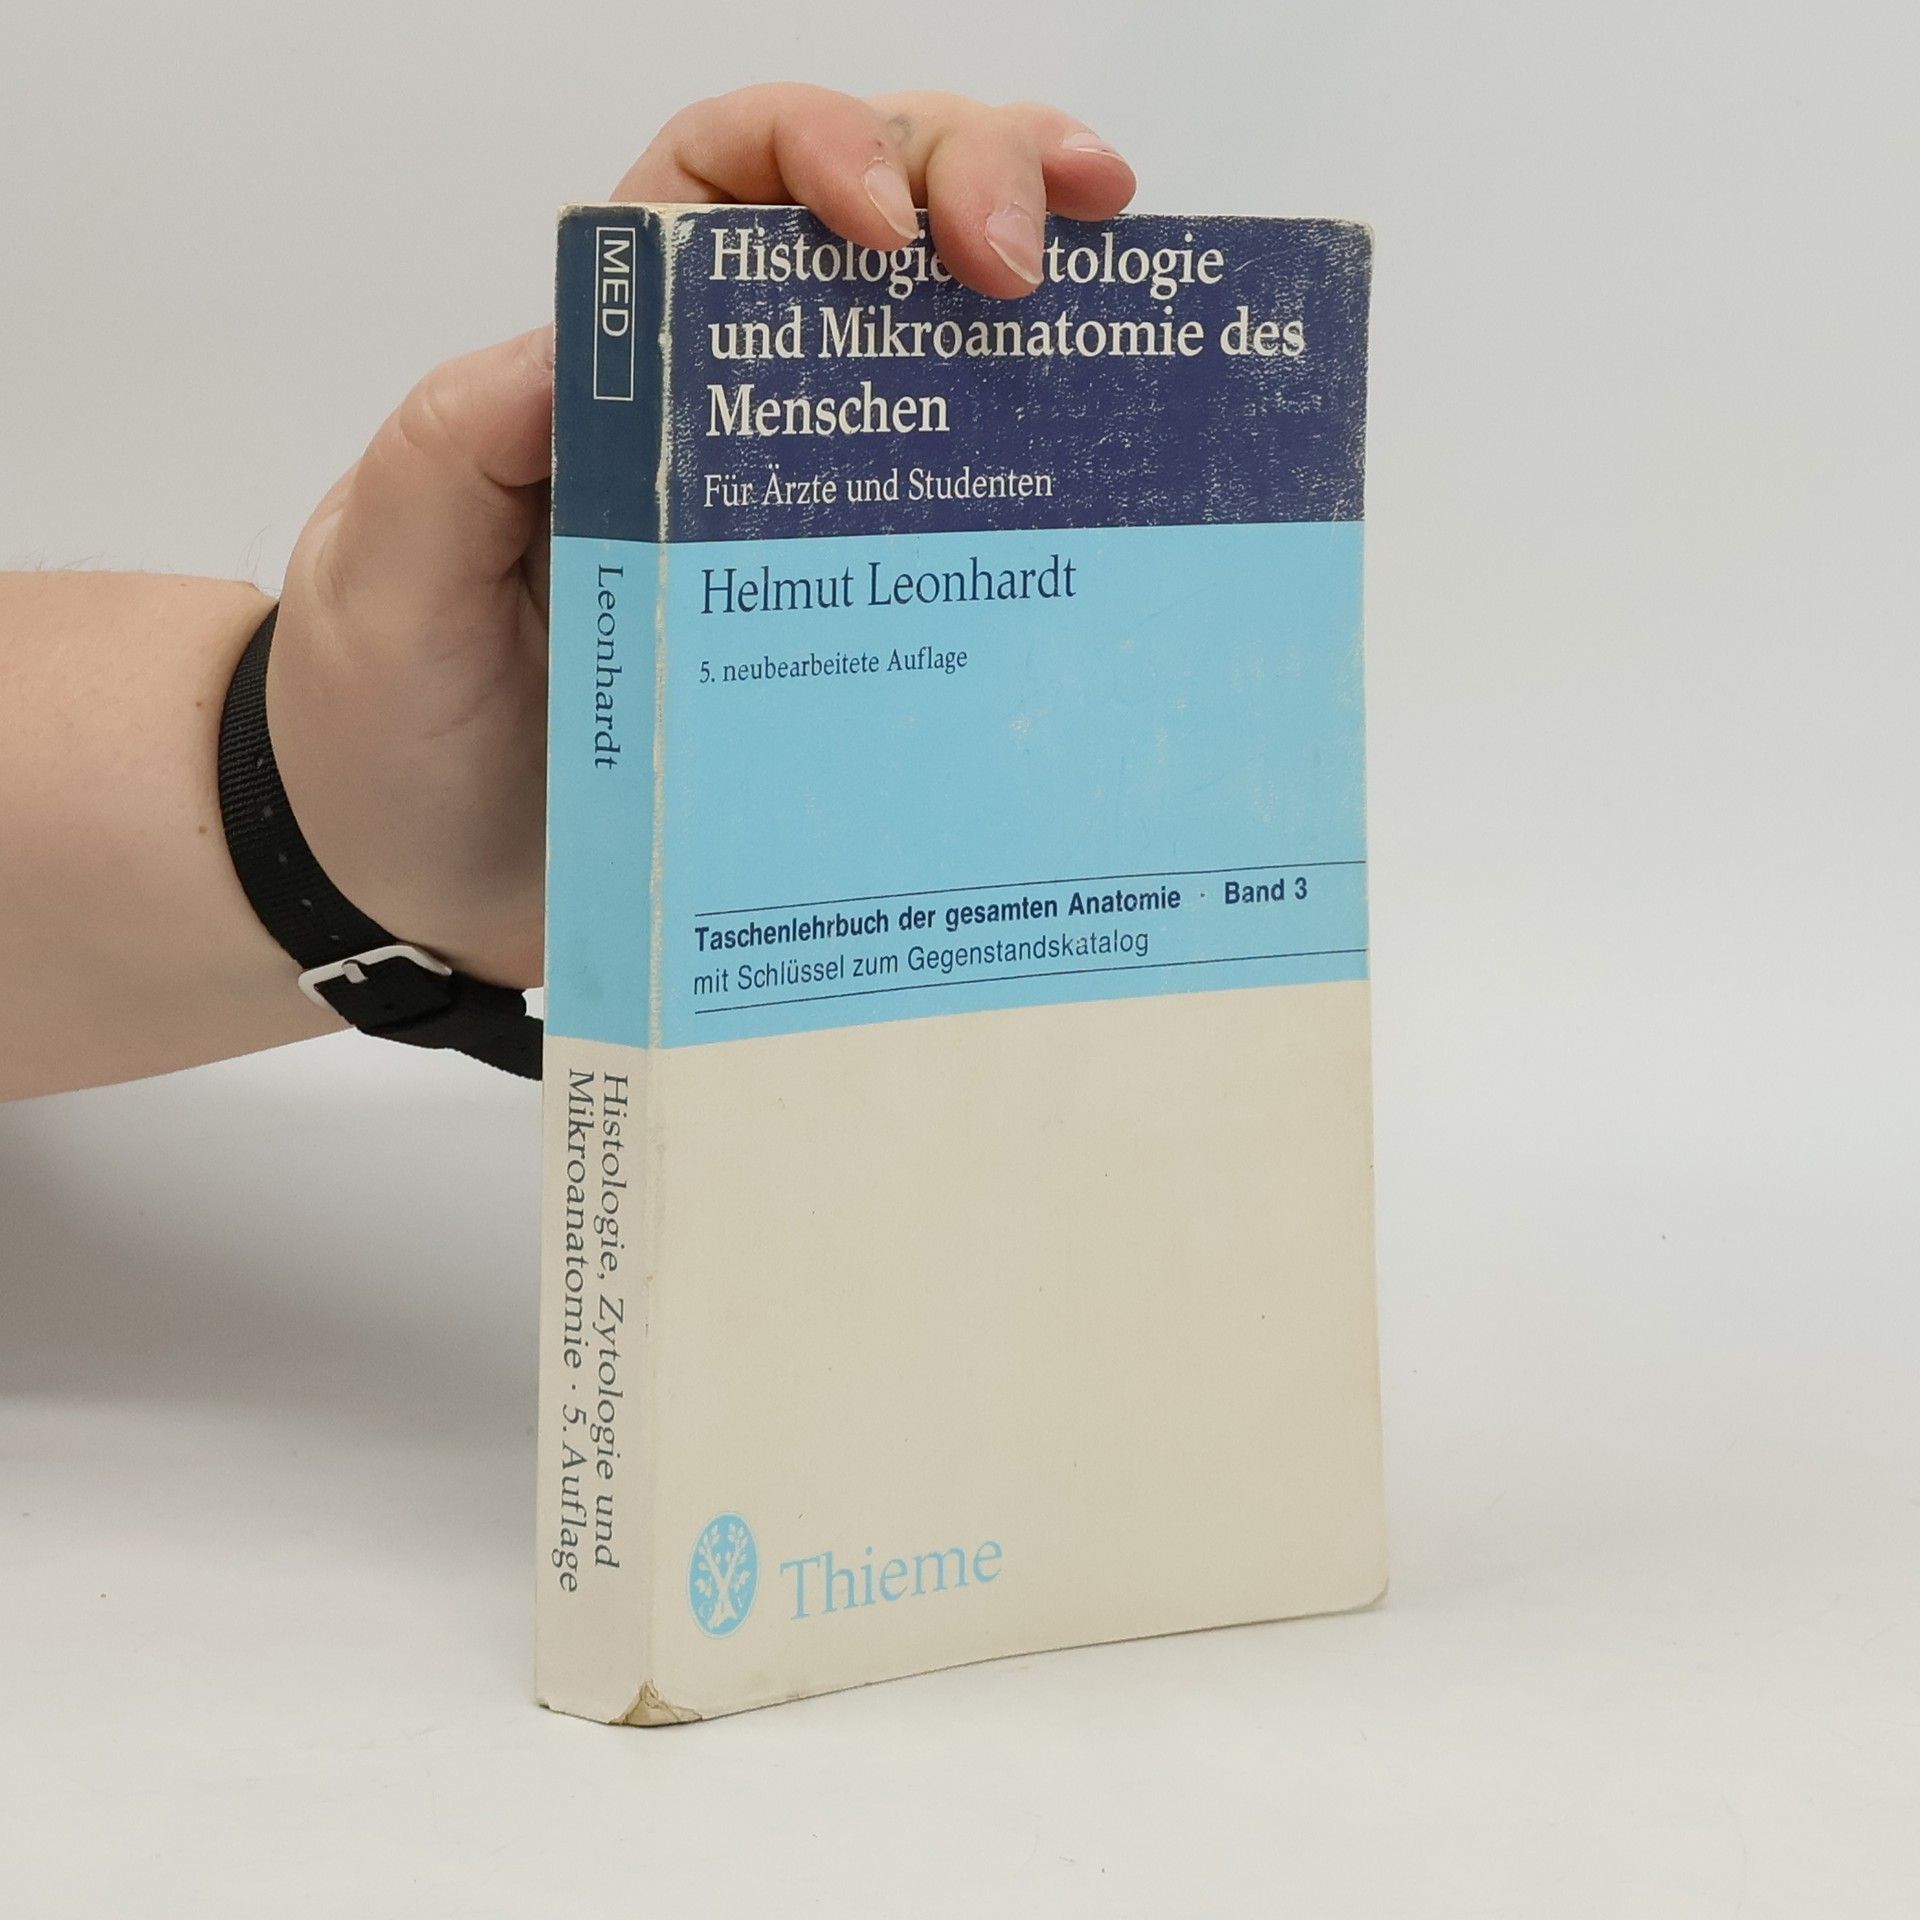 Histologie
und Mikroanatomie des
Menschen
Für Ärzte und Studenten
Helmut Leonhardt
5. neubearbeitete Auflage
Taschenlehrbuch der gesamten Anatomie · Band 3
mit Schlüssel zum Gegenstandskatalog
Thieme
MED
Leonhardt
Histologie, Zytologie und
Mikroanatomie · 5. Auflage